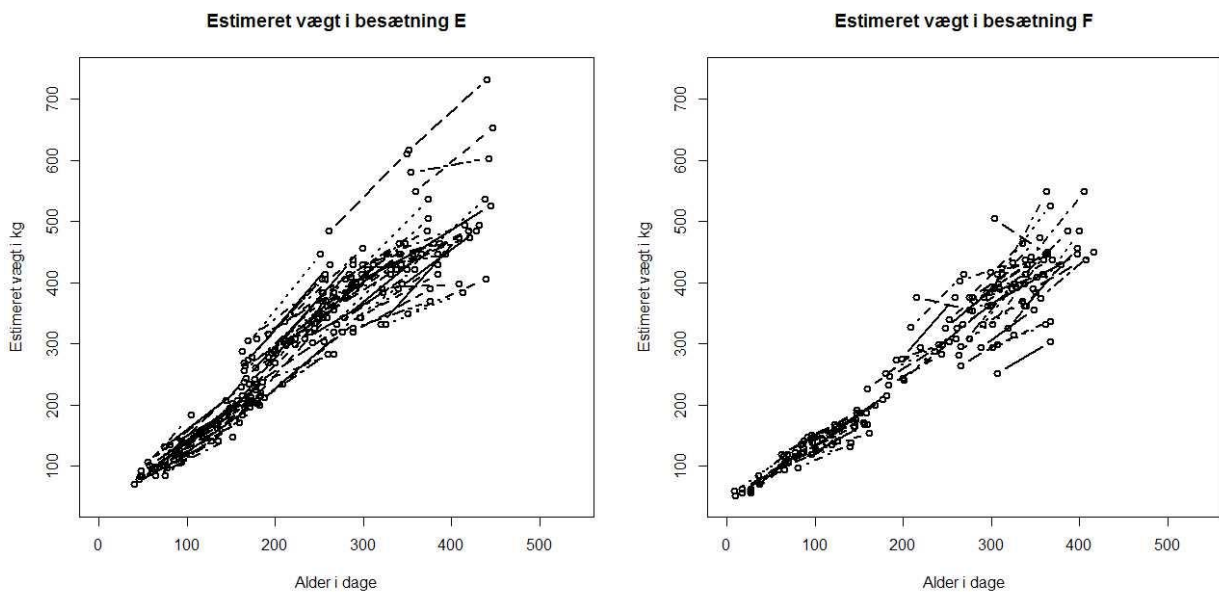 Estimeret vægt i besætning E
Estimeret vægt i kg
700
600
500
400
300
200
100
0 100 200 300 400 500
Alder i dage
Estimeret vægt i besætning F
Estimeret vægt i kg
700
600
500
400
300
200
100
0 100 200 300 400 500
Alder i dage